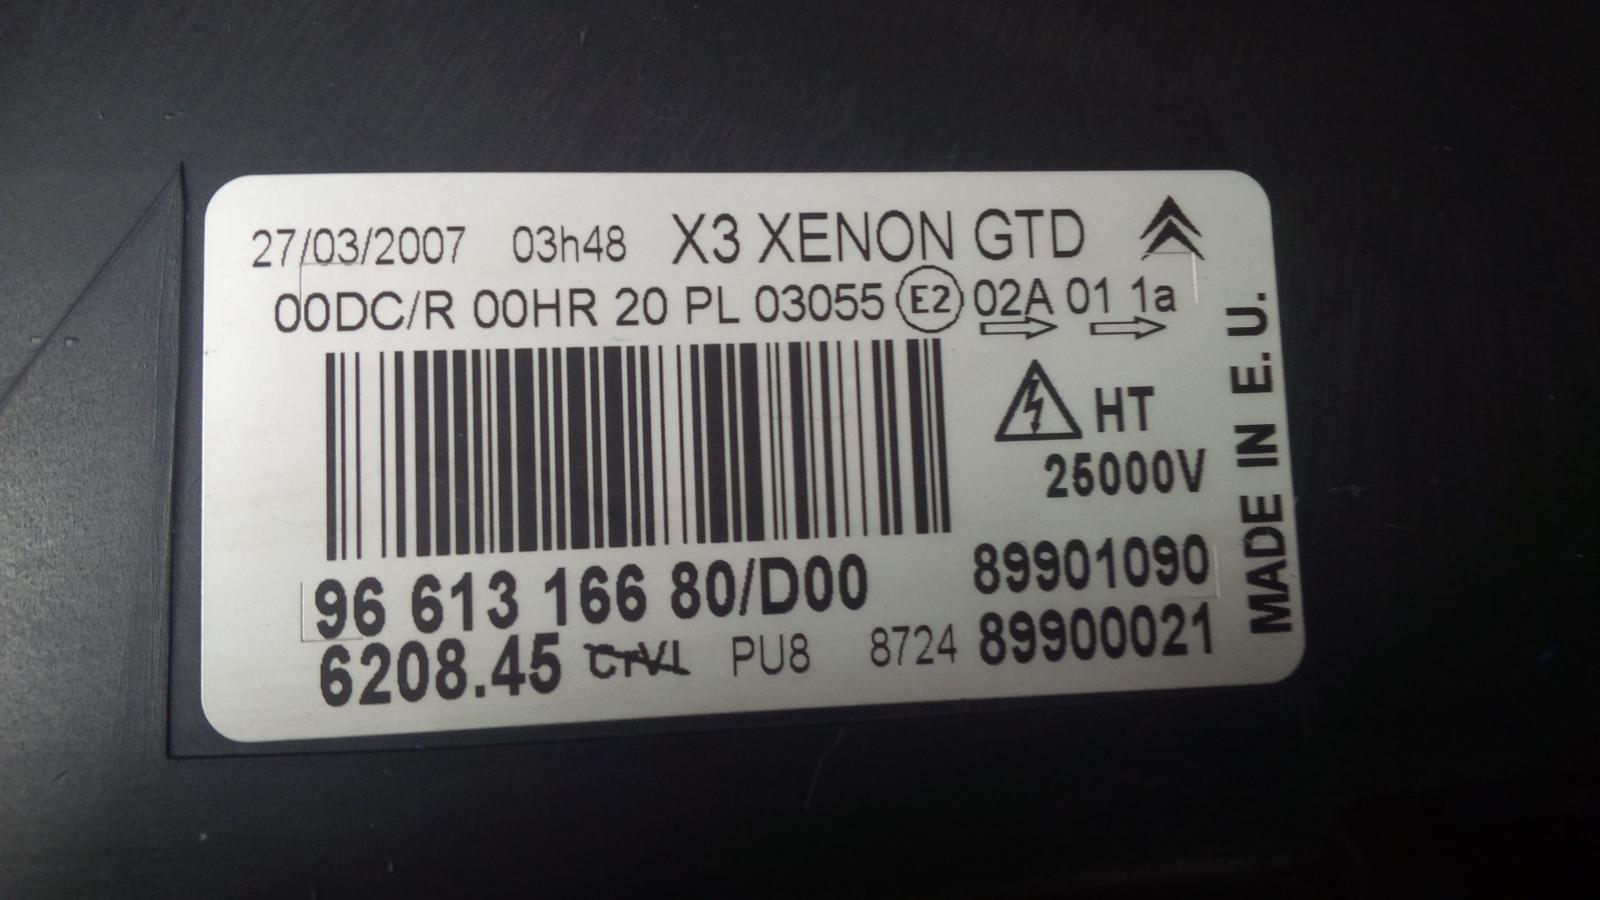 27/03/2007 03h48 X3 XENON GTD
00DC/R 00HR 20 PL 03055 E2 02A 01 1a
HT
25000V
96 613 166 80/D00 89901090
6208.45 PU8 8724 89900021
MADE IN E.U.